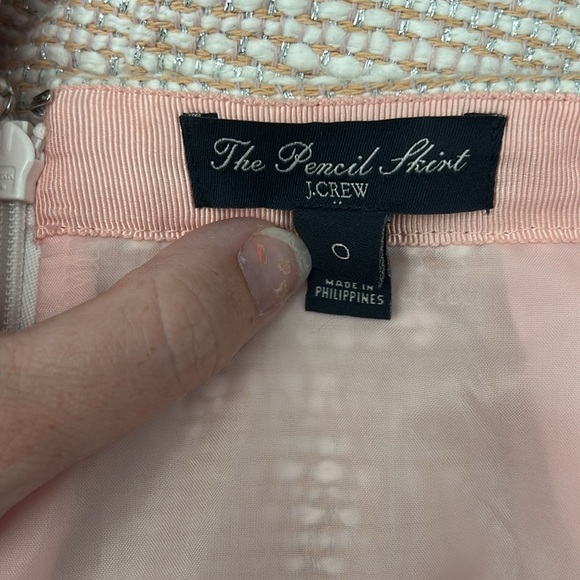 The Pencil Skirt
J.CREW
0
MADE IN
PHILIPPINES